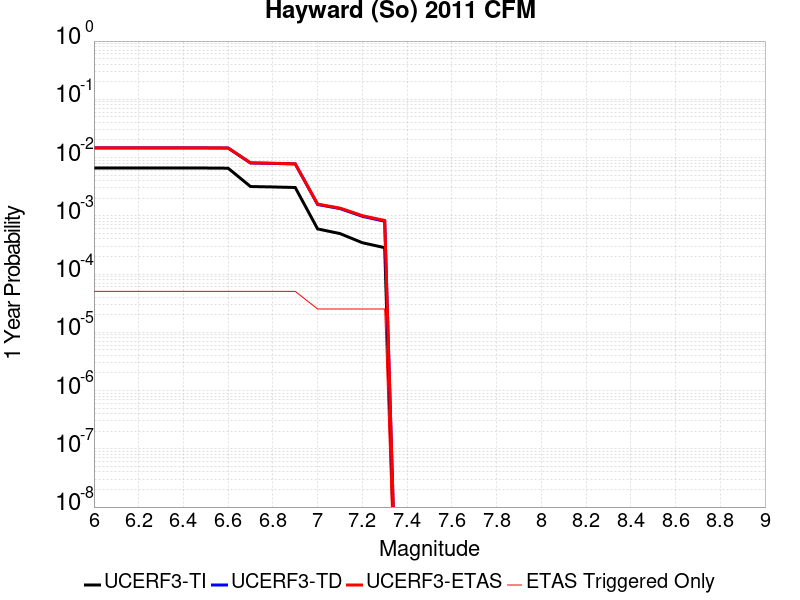 Hayward (So) 2011 CFM
10^0
10^-1
10^-2
10^-3
10^-4
10^-5
10^-6
10^-7
10^-8
1 Year Probability
6 6.2 6.4 6.6 6.8 7 7.2 7.4 7.6 7.8 8 8.2 8.4 8.6 8.8 9
Magnitude
UCERF3-TI UCERF3-TD UCERF3-ETAS ETAS Triggered Only